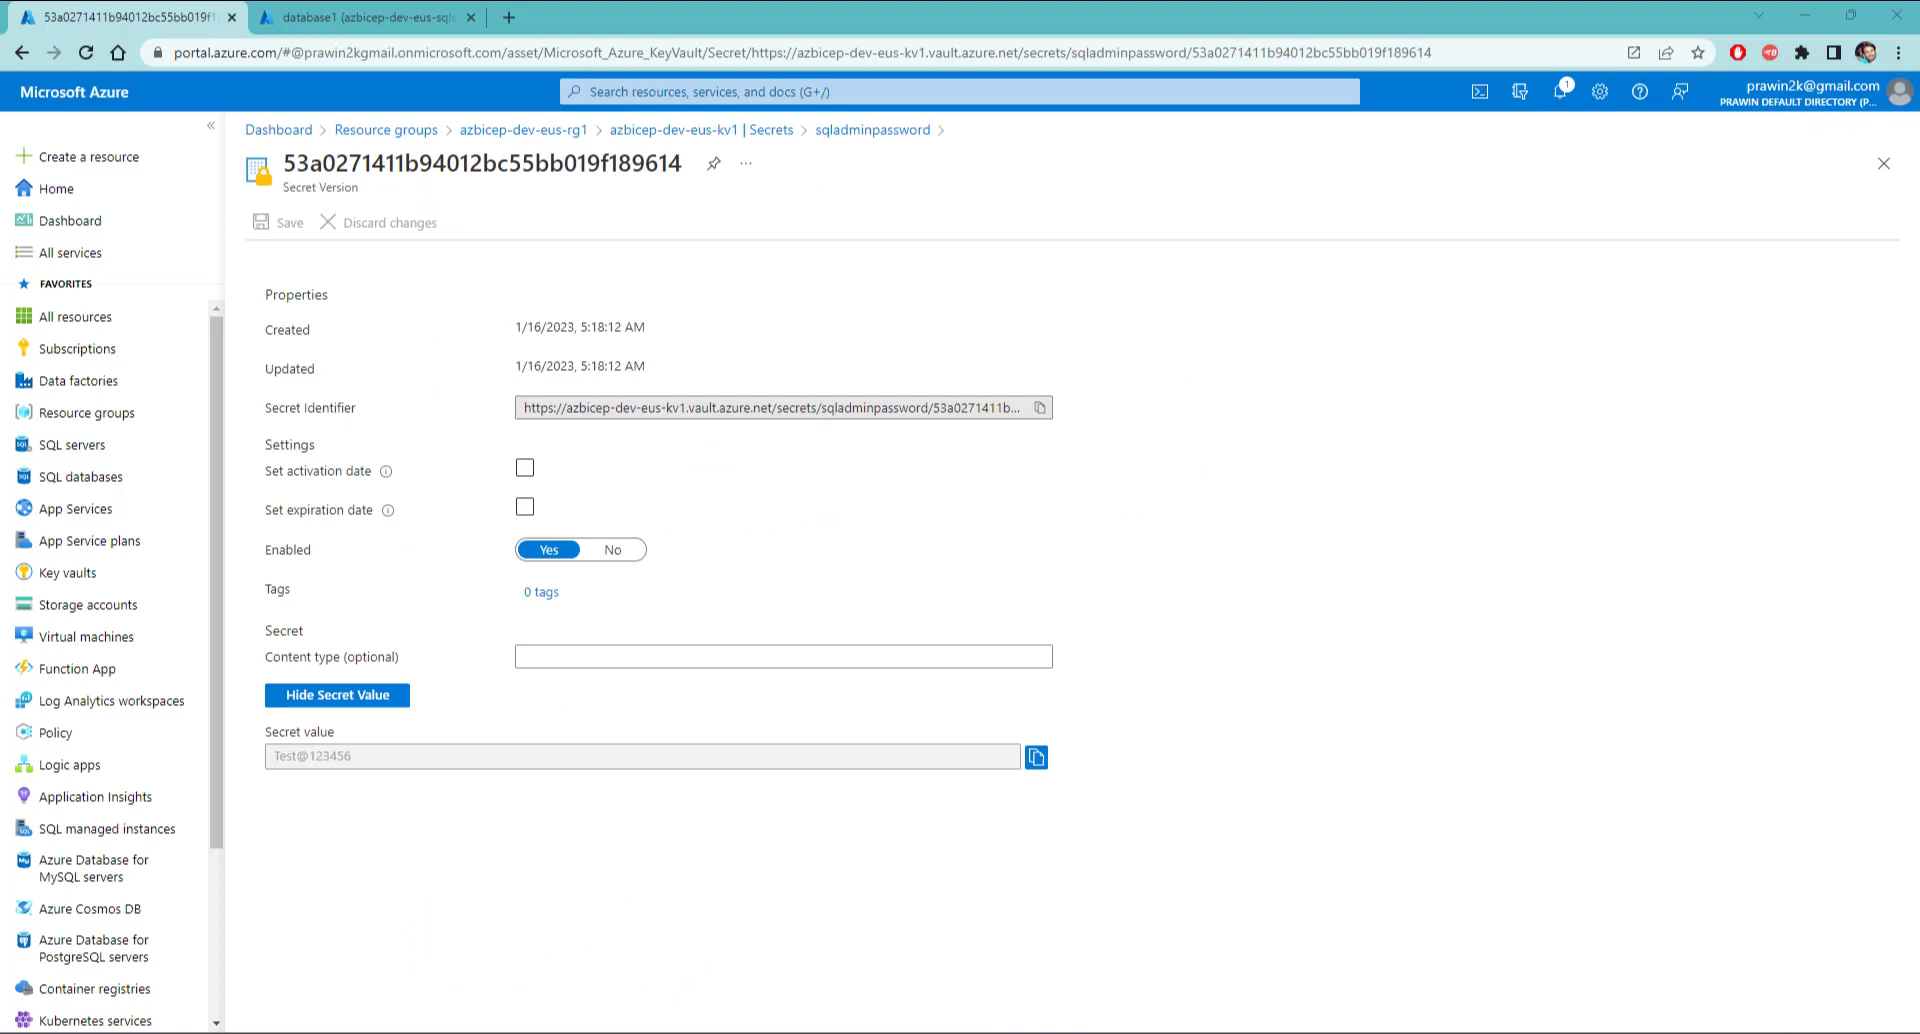 53a0271411b94012bc55bb019f1
database1 (azbicep-dev-eus-sqls
portal.azure.com/#@prawin2kgmail.onmicrosoft.com/asset/Microsoft_Azure_KeyVault/Secret/https://azbicep-dev-eus-kv1.vault.azure.net/secrets/sqladminpassword/53a0271411b94012bc55bb019f189614
Microsoft Azure
Search resources, services, and docs (G+/)
1
prawin2k@gmail.com
PRAWIN DEFAULT DIRECTORY (P...
Dashboard > Resource groups > azbicep-dev-eus-rg1 > azbicep-dev-eus-kv1 | Secrets > sqladminpassword >
53a0271411b94012bc55bb019f189614
Secret Version
Save
Discard changes
Create a resource
Home
Dashboard
All services
FAVORITES
All resources
Subscriptions
Data factories
Resource groups
SQL servers
SQL databases
App Services
App Service plans
Key vaults
Storage accounts
Virtual machines
Function App
Log Analytics workspaces
Policy
Logic apps
Application Insights
SQL managed instances
Azure Database for
MySQL servers
Azure Cosmos DB
Azure Database for
PostgreSQL servers
Container registries
Kubernetes services
Properties
Created 1/16/2023, 5:18:12 AM
Updated 1/16/2023, 5:18:12 AM
Secret Identifier https://azbicep-dev-eus-kv1.vault.azure.net/secrets/sqladminpassword/53a0271411b...
Settings
Set activation date
Set expiration date
Enabled Yes No
Tags 0 tags
Secret
Content type (optional)
Hide Secret Value
Secret value
Test@123456